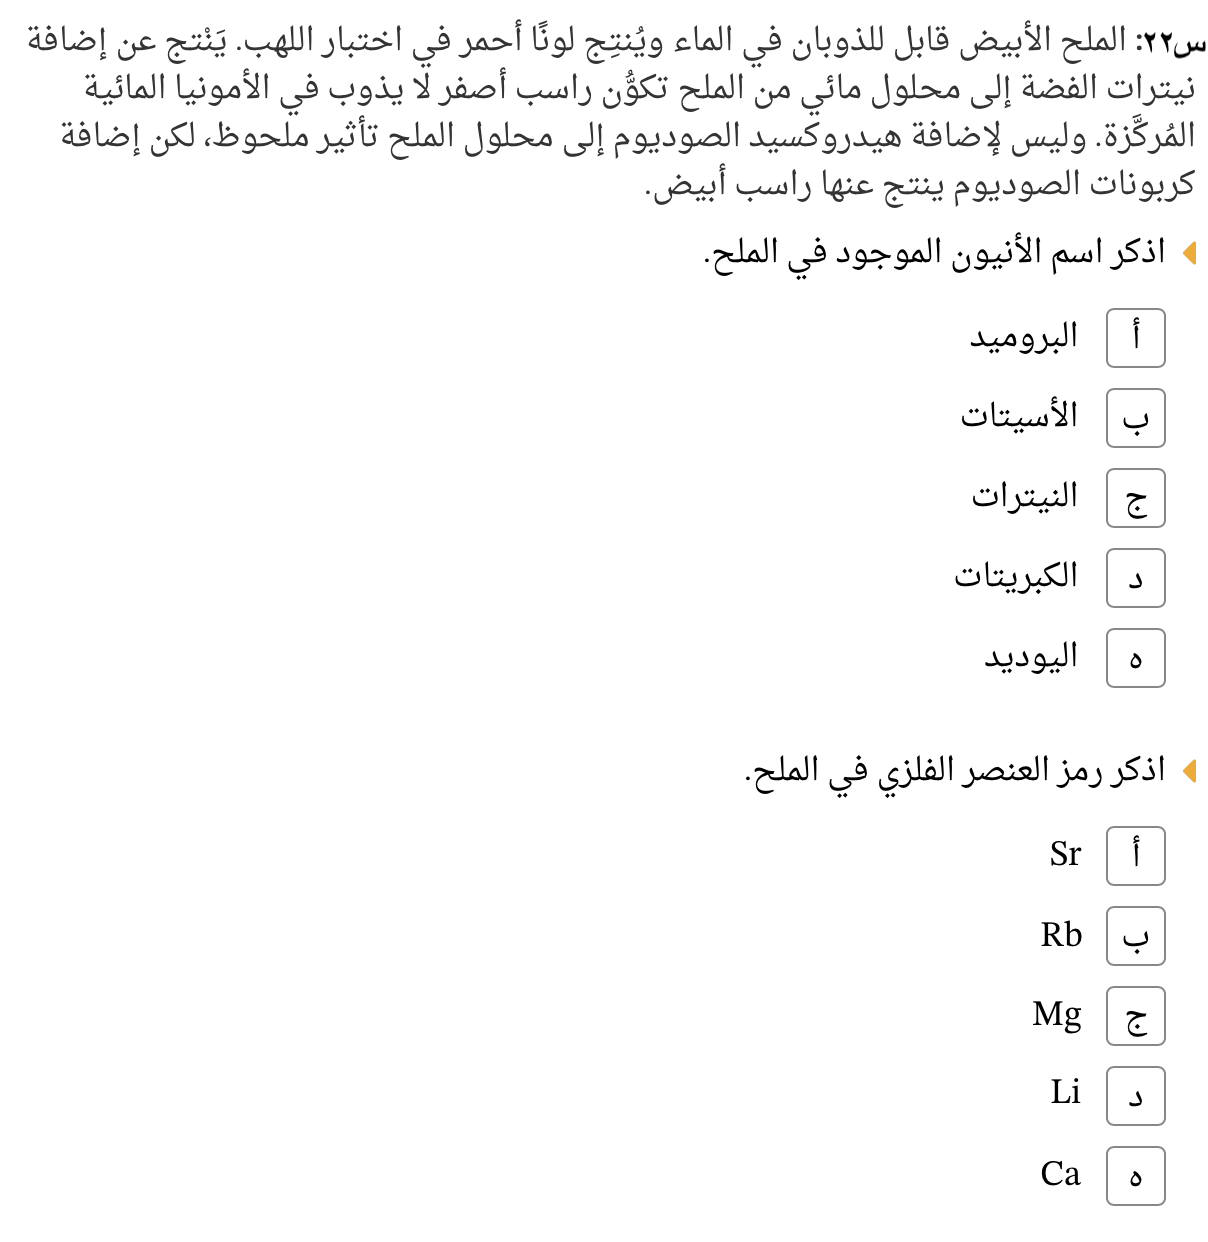 س٢٢: الملح الأبيض قابل للذوبان في الماء ويُنتِج لونًا أحمر في اختبار اللهب. يَنْتج عن إضافة
نيترات الفضة إلى محلول مائي من الملح تكوُّن راسب أصفر لا يذوب في الأمونيا المائية
المُركَّزة. وليس لإضافة هيدروكسيد الصوديوم إلى محلول الملح تأثير ملحوظ، لكن إضافة
كربونات الصوديوم ينتج عنها راسب أبيض.
اذكر اسم الأنيون الموجود في الملح.
أ البروميد
ب الأسيتات
ج النيترات
د الكبريتات
ه اليوديد
اذكر رمز العنصر الفلزي في الملح.
أ Sr
ب Rb
ج Mg
د Li
ه Ca